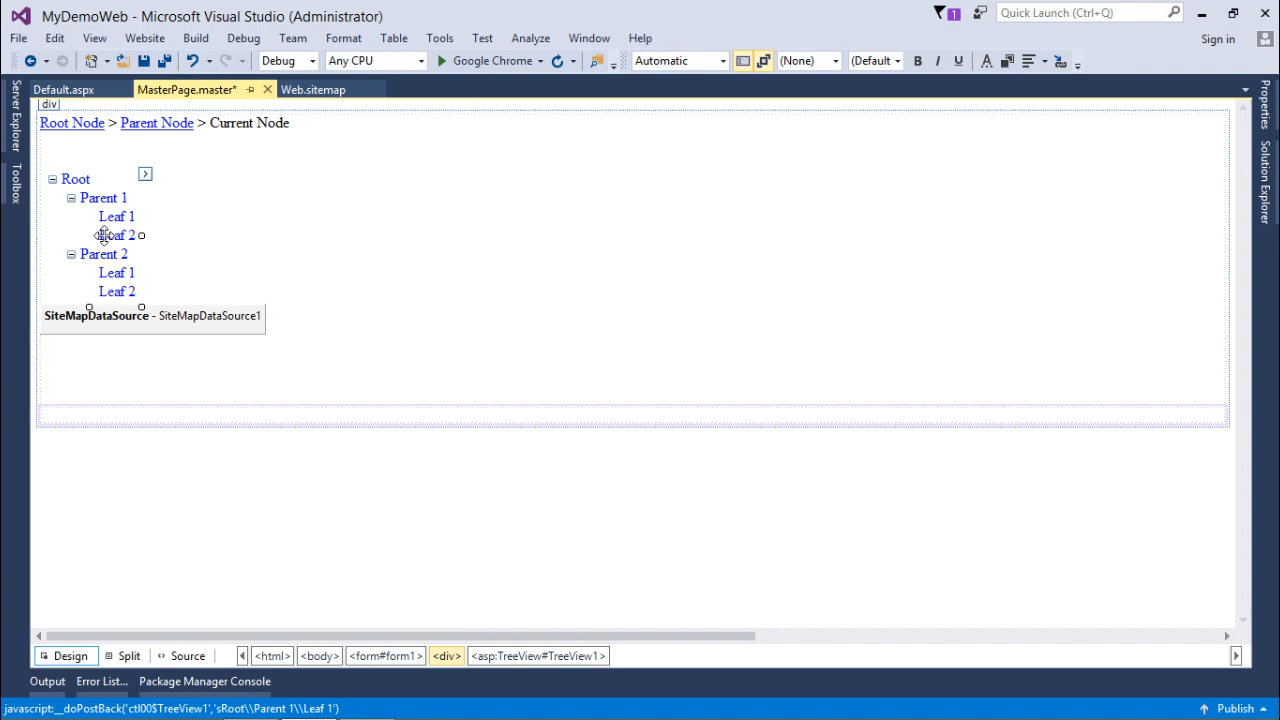 MyDemoWeb - Microsoft Visual Studio (Administrator)
1
Quick Launch (Ctrl+Q)
File Edit View Website Build Debug Team Format Table Tools Test Analyze Window Help
Sign in
Debug Any CPU Google Chrome Automatic (None) (Default B I U
Default.aspx MasterPage.master* Web.sitemap
Server Explorer
Toolbox
Properties
Solution Explorer
div
Root Node > Parent Node > Current Node
Root
Parent 1
Leaf 1
af 2
Parent 2
Leaf 1
Leaf 2
SiteMapDataSource - SiteMapDataSource1
Design Split Source <html> <body> <form#form1> <div> <asp:TreeView#TreeView1>
Output Error List... Package Manager Console
javascript:__doPostBack('ctl00$TreeView1','sRoot\\Parent 1\\Leaf 1') Publish